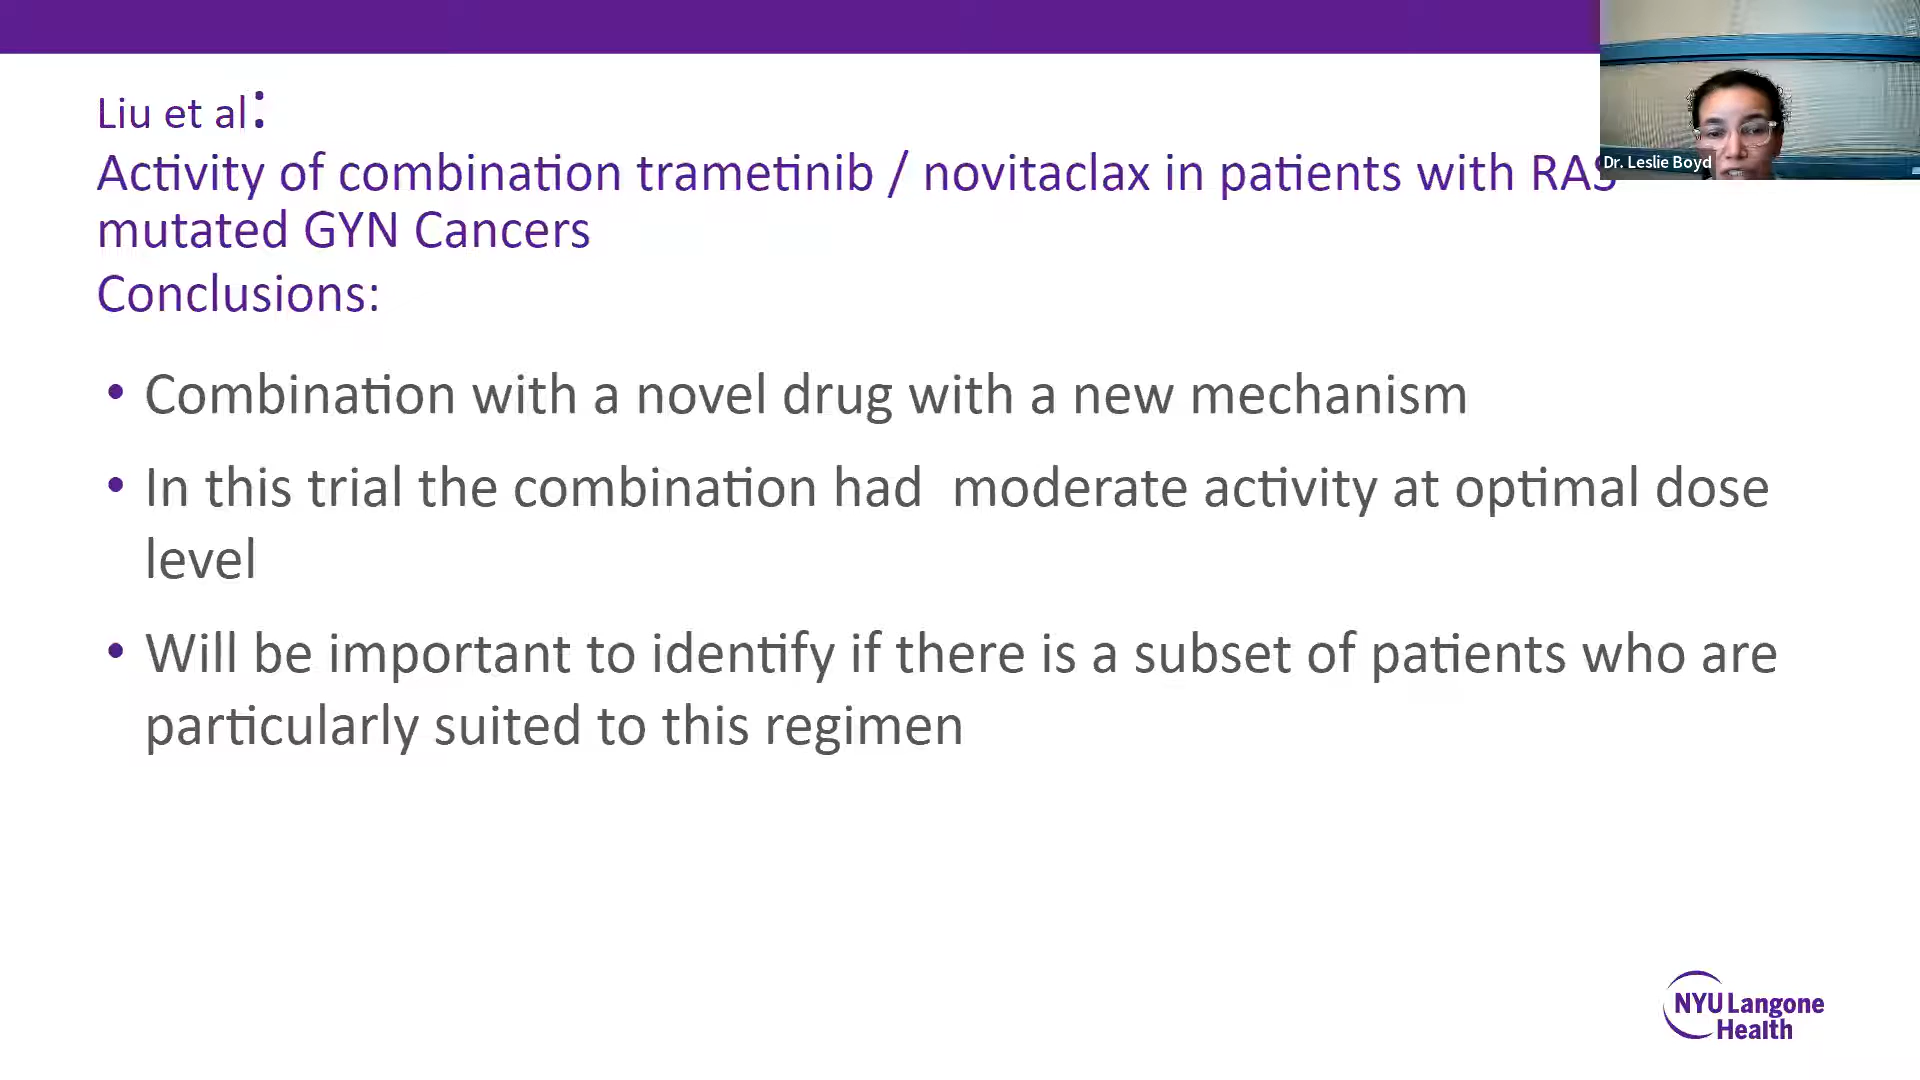 Liu et al:
Activity of combination trametinib / novitaclax in patients with RAS
mutated GYN Cancers
Conclusions:
• Combination with a novel drug with a new mechanism
• In this trial the combination had moderate activity at optimal dose
level
• Will be important to identify if there is a subset of patients who are
particularly suited to this regimen
Dr. Leslie Boyd
NYU Langone
Health